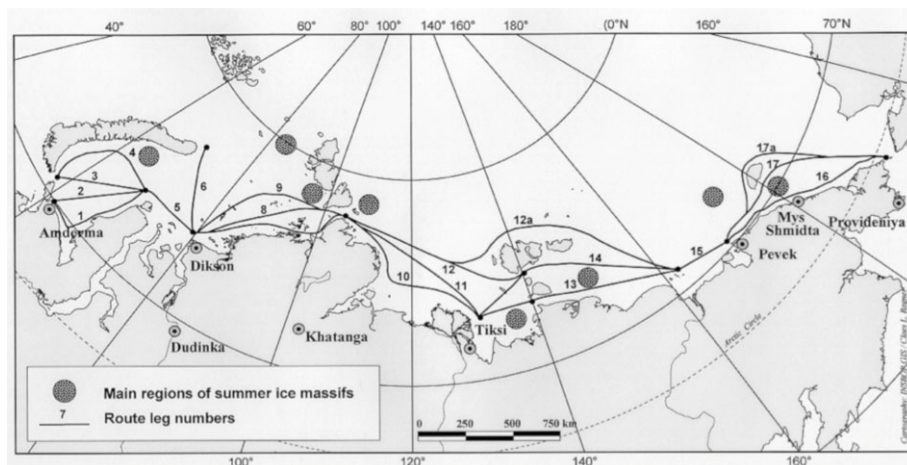 40° 60° 80° 100° 140° 160° 180° (0°N 160° 70°N
17a
4
17
3
16
6
9
2
8
12a
5
1
15
Amderma
Mys
Shmidta
Provideniya
14
12
Dikson
Pevek
10
11
13
Tiksi
Khatanga
Dudinka
Arctic Circle
Main regions of summer ice massifs
7
Route leg numbers
0 250 500 750 km
100° 120° 140° 160°